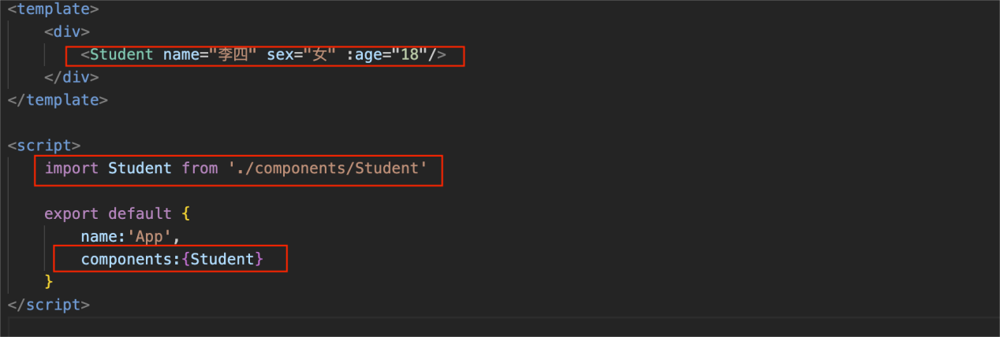 <template>
<div>
<Student name="李四" sex="女" :age="18"/>
</div>
</template>
<script>
import Student from './components/Student'
export default {
name:'App',
components:{Student}
}
</script>